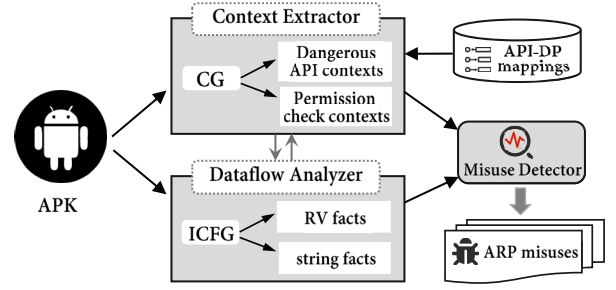 Context Extractor
CG
Dangerous
API contexts
Permission
check contexts
API-DP
mappings
APK
Dataflow Analyzer
ICFG
RV facts
string facts
Misuse Detector
ARP misuses